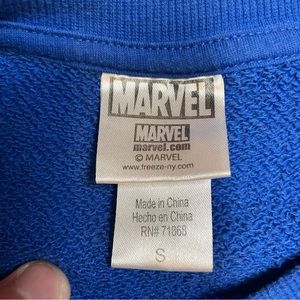 MARVEL
MARVEL
marvel.com
© MARVEL
www.freeze-ny.com
Made in China
Hecho en China
RN# 71868
S